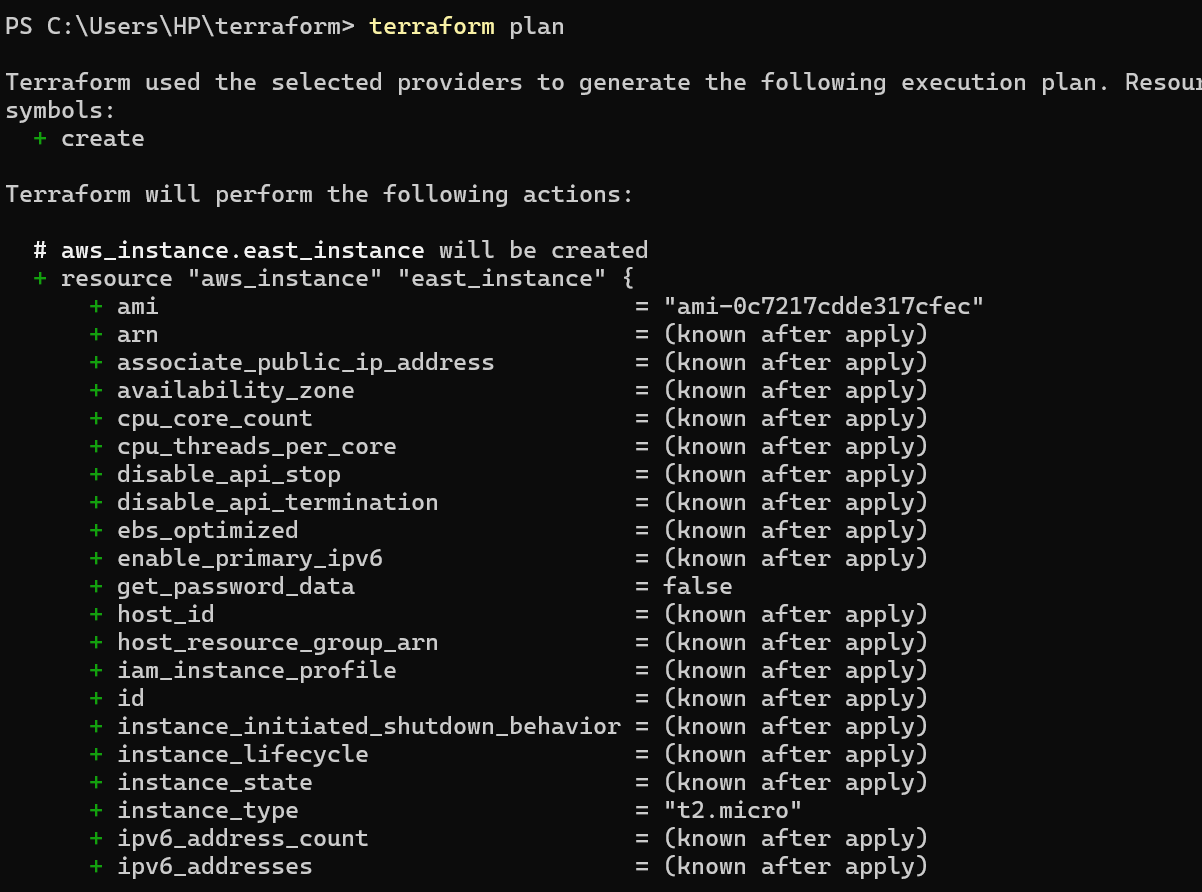 PS C:\Users\HP\terraform> terraform plan
Terraform used the selected providers to generate the following execution plan.
symbols:
+ create
Terraform will perform the following actions:
# aws_instance.east_instance will be created
+ resource "aws_instance" "east_instance" {
+ ami = "ami-0c7217cdde317cfec"
+ arn = (known after apply)
+ associate_public_ip_address = (known after apply)
+ availability_zone = (known after apply)
+ cpu_core_count = (known after apply)
+ cpu_threads_per_core = (known after apply)
+ disable_api_stop = (known after apply)
+ disable_api_termination = (known after apply)
+ ebs_optimized = (known after apply)
+ enable_primary_ipv6 = (known after apply)
+ get_password_data = false
+ host_id = (known after apply)
+ host_resource_group_arn = (known after apply)
+ iam_instance_profile = (known after apply)
+ id = (known after apply)
+ instance_initiated_shutdown_behavior = (known after apply)
+ instance_lifecycle = (known after apply)
+ instance_state = (known after apply)
+ instance_type = "t2.micro"
+ ipv6_address_count = (known after apply)
+ ipv6_addresses = (known after apply)